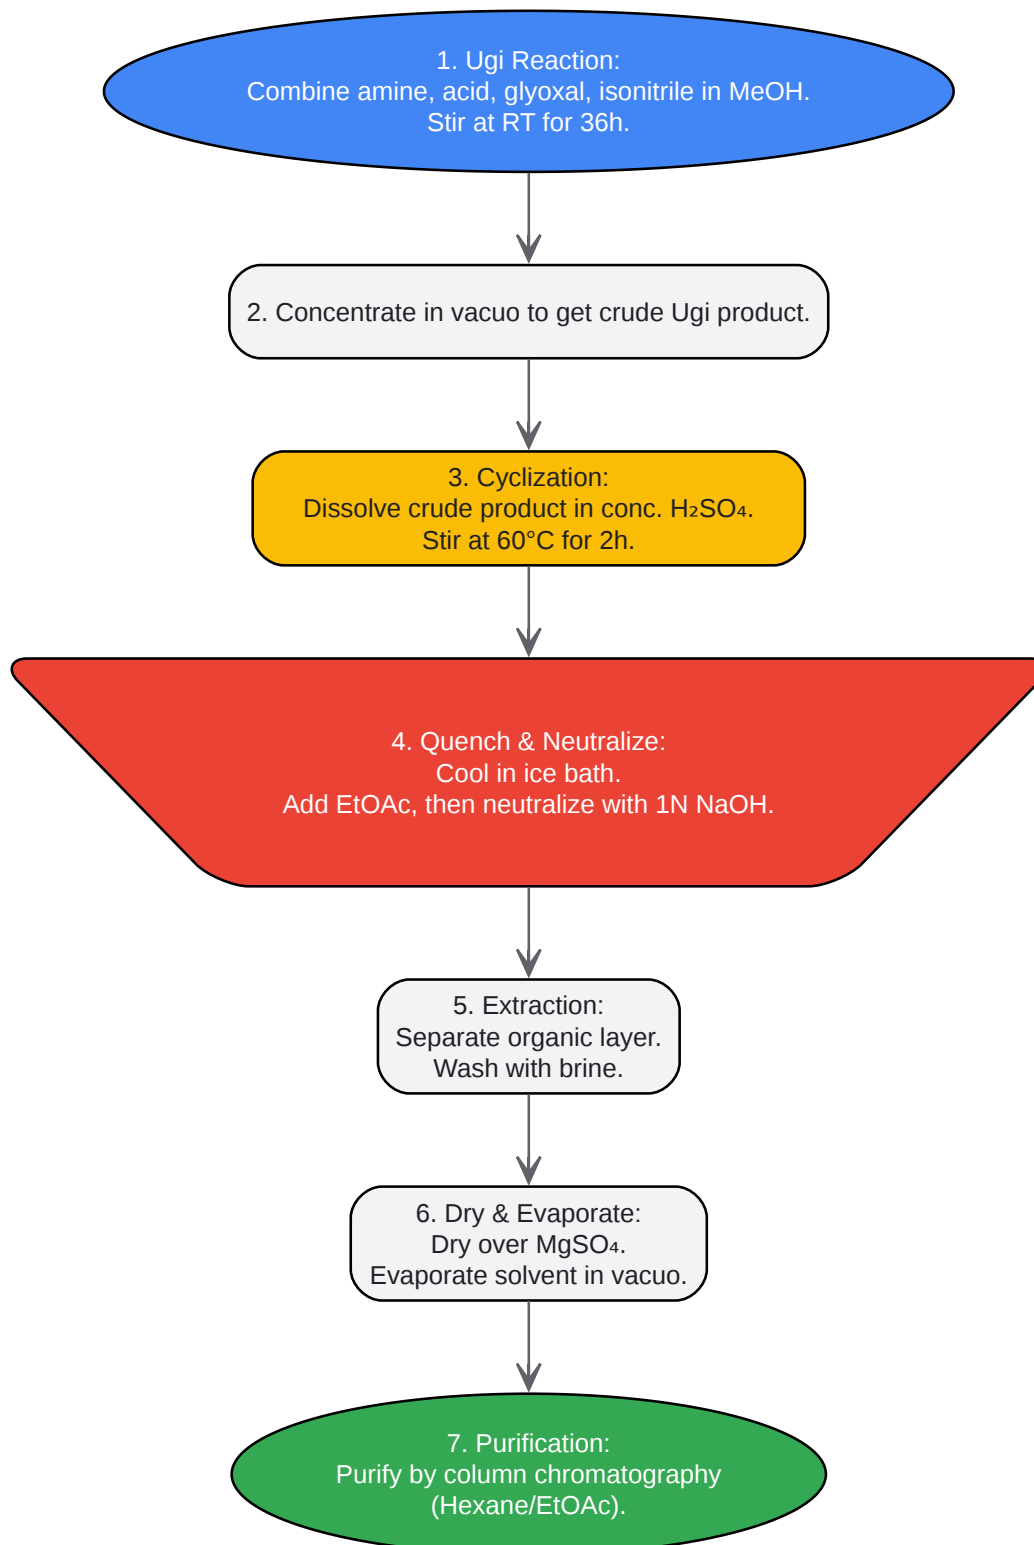 1. Ugi Reaction:
Combine amine, acid, glyoxal, isonitrile in MeOH.
Stir at RT for 36h.
2. Concentrate in vacuo to get crude Ugi product.
3. Cyclization:
Dissolve crude product in conc. H₂SO₄.
Stir at 60°C for 2h.
4. Quench & Neutralize:
Cool in ice bath.
Add EtOAc, then neutralize with 1N NaOH.
5. Extraction:
Separate organic layer.
Wash with brine.
6. Dry & Evaporate:
Dry over MgSO₄.
Evaporate solvent in vacuo.
7. Purification:
Purify by column chromatography
(Hexane/EtOAc).